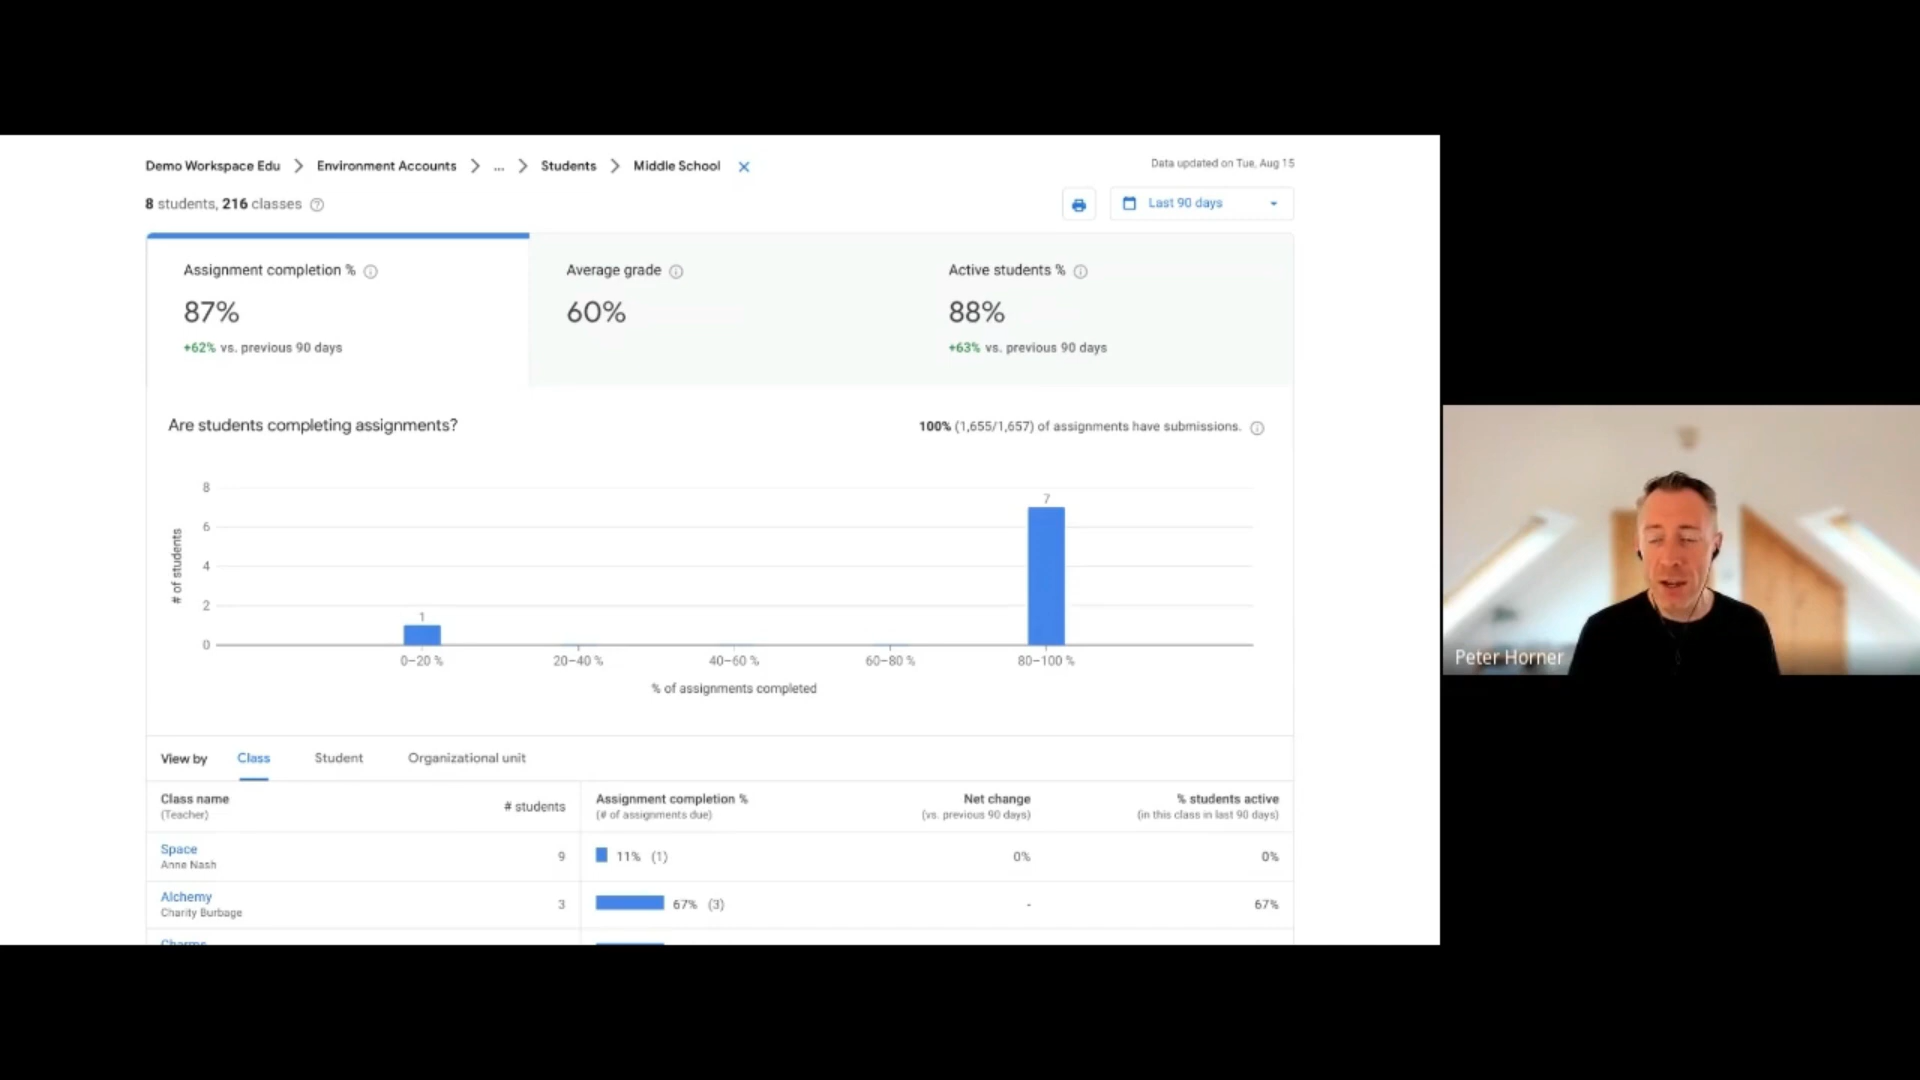 Demo Workspace Edu > Environment Accounts > ... > Students > Middle School ×
Data updated on Tue, Aug 15
8 students, 216 classes
Last 90 days
Assignment completion %
87%
+62% vs. previous 90 days
Average grade
60%
Active students %
88%
+63% vs. previous 90 days
Are students completing assignments?
100% (1,655/1,657) of assignments have submissions.
# of students
8
6
4
2
0
1
7
0–20 %
20–40 %
40–60 %
60–80 %
80–100 %
% of assignments completed
View by Class Student Organizational unit
Class name
(Teacher)
# students
Assignment completion %
(# of assignments due)
Net change
(vs. previous 90 days)
% students active
(in this class in last 90 days)
Space
Anne Nash
9
11% (1)
0%
0%
Alchemy
Charity Burbage
3
67% (3)
-
67%
Peter Horner